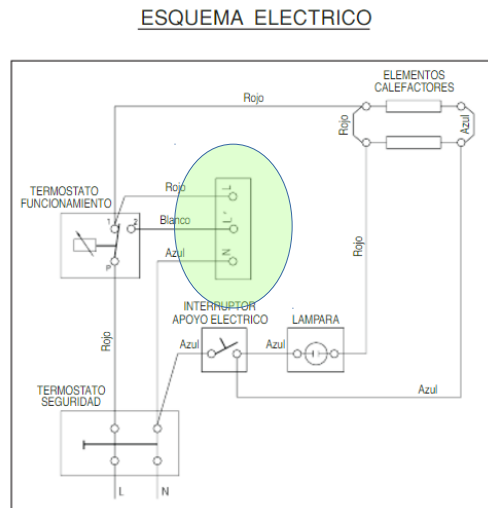 ESQUEMA ELECTRICO
ELEMENTOS
CALEFACTORES
Rojo
Rojo
Azul
Rojo
L
TERMOSTATO
FUNCIONAMIENTO
1
2
Blanco
L'
Azul
N
P
Rojo
INTERRUPTOR
APOYO ELECTRICO
LAMPARA
Rojo
Azul
Azul
Azul
TERMOSTATO
SEGURIDAD
L
N